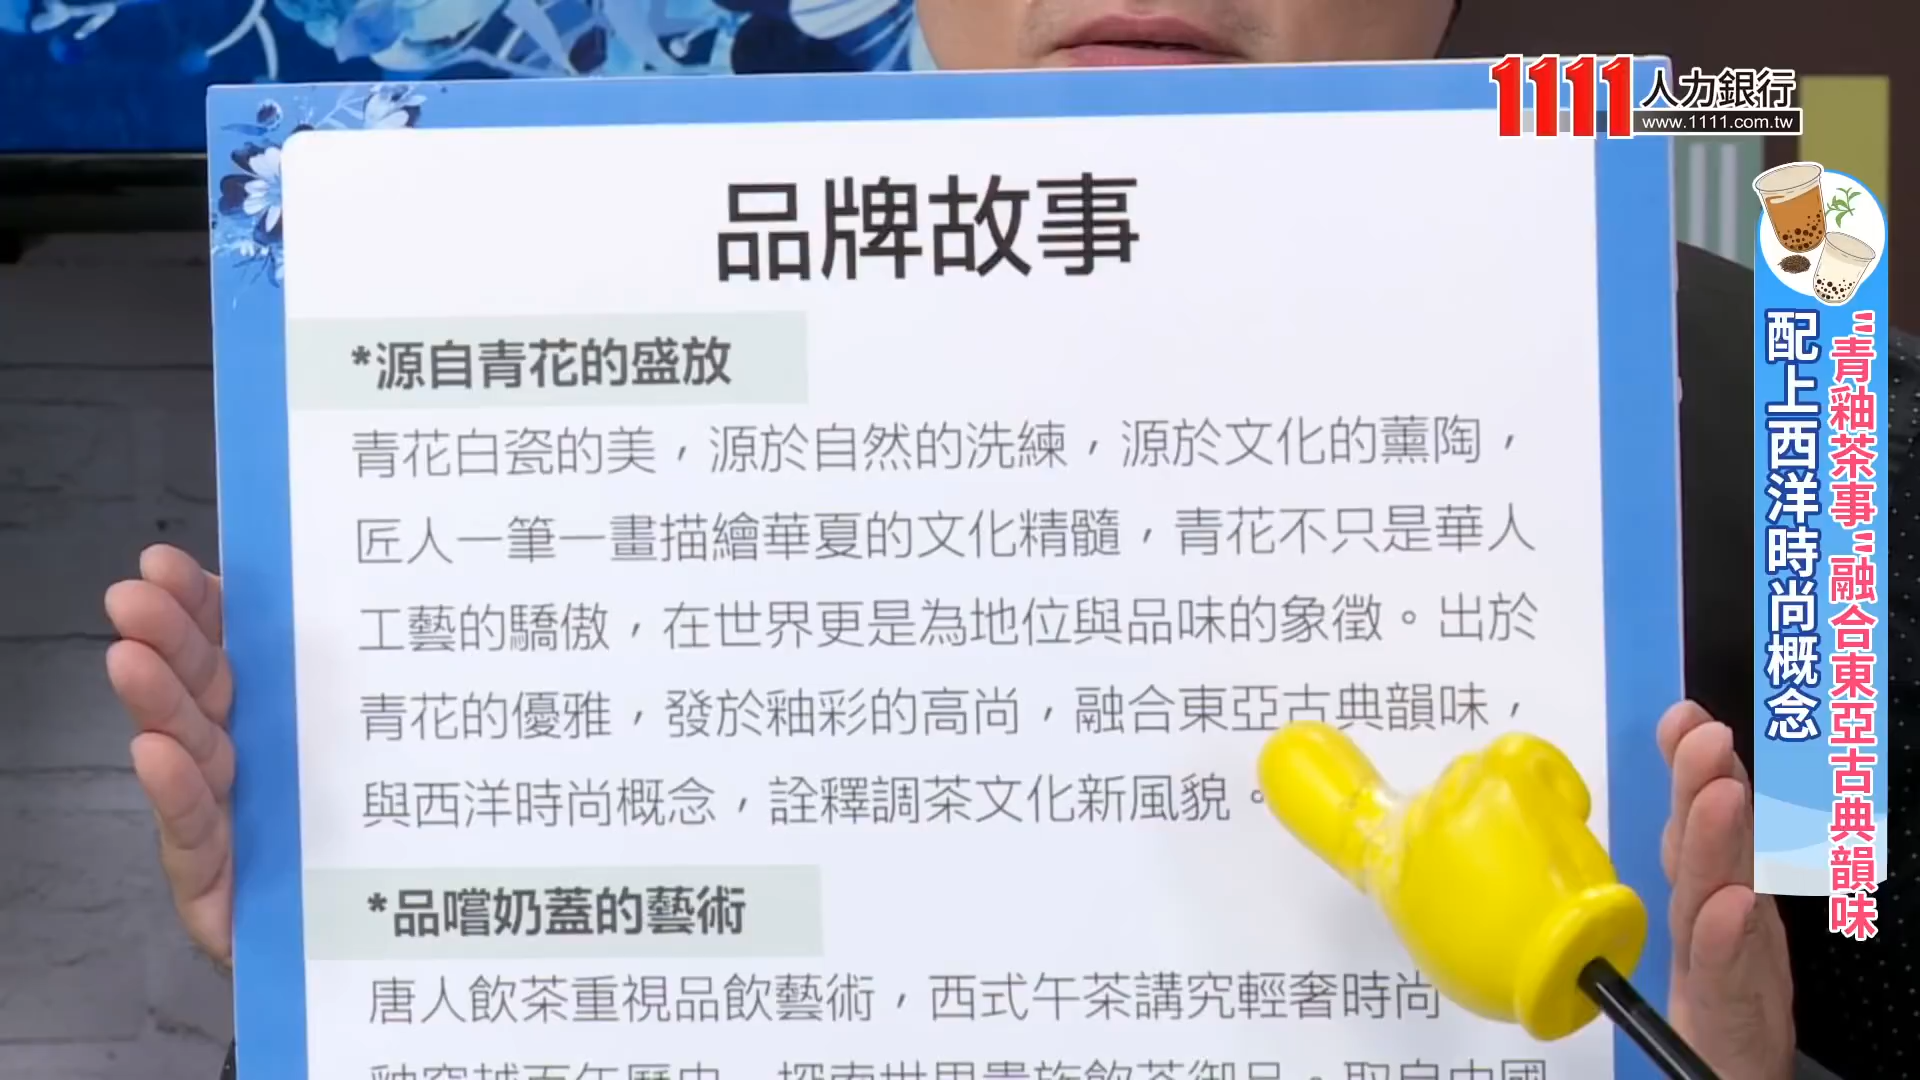 1111人力銀行
www.1111.com.tw
品牌故事
*源自青花的盛放
青花白瓷的美，源於自然的洗練，源於文化的薰陶，
匠人一筆一畫描繪華夏的文化精髓，青花不只是華人
工藝的驕傲，在世界更是為地位與品味的象徵。出於
青花的優雅，發於釉彩的高尚，融合東亞古典韻味，
與西洋時尚概念，詮釋調茶文化新風貌。
*品嚐奶蓋的藝術
唐人飲茶重視品飲藝術，西式午茶講究輕奢時尚
"青釉茶事"融合東亞古典韻味
配上西洋時尚概念